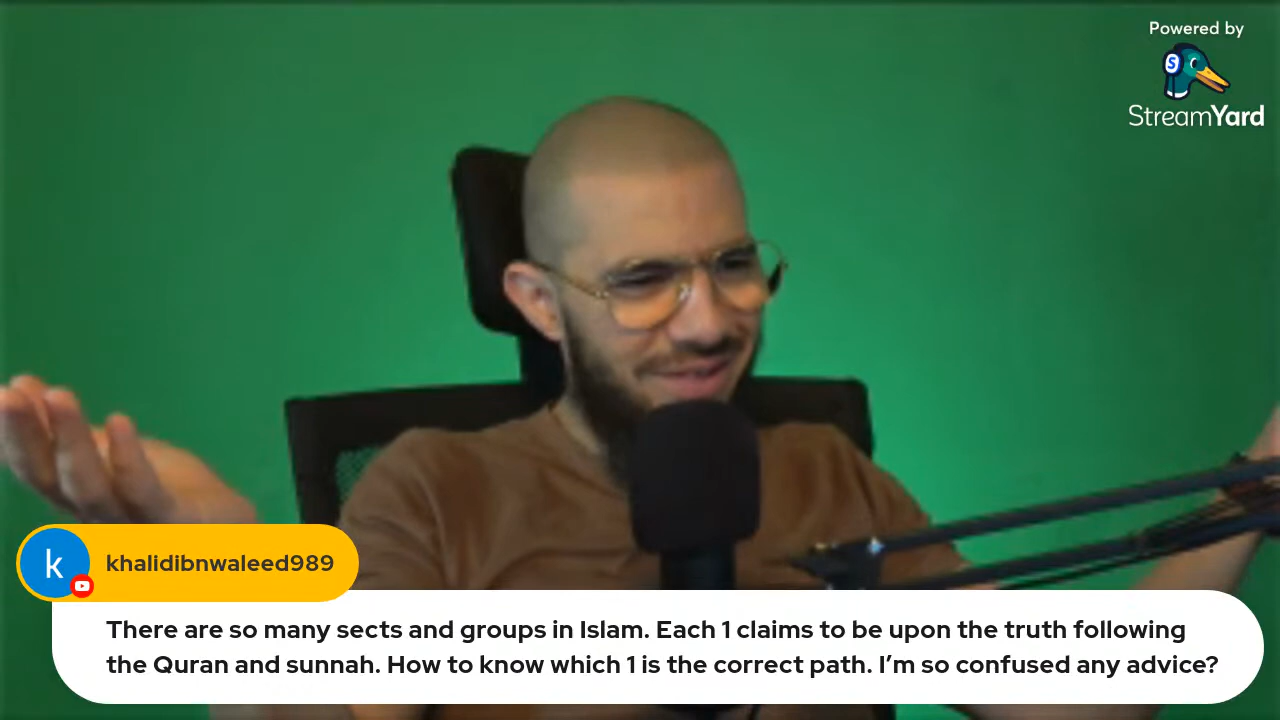 Powered by
S
StreamYard
k
khalidibnwaleed989
There are so many sects and groups in Islam. Each 1 claims to be upon the truth following
the Quran and sunnah. How to know which 1 is the correct path. I’m so confused any advice?